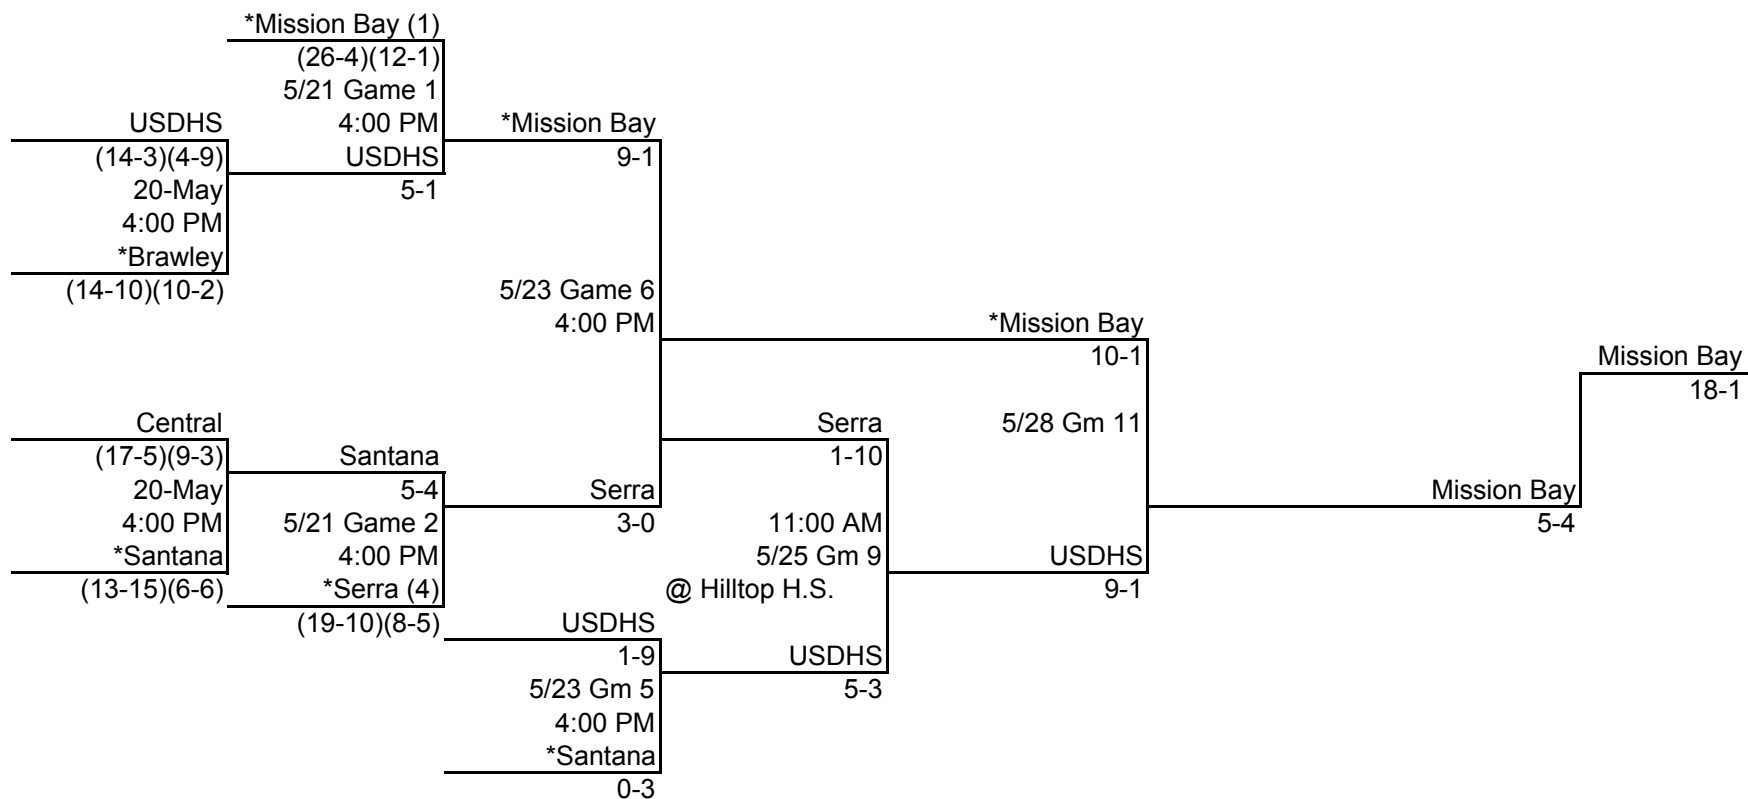 *Mission Bay (1)
(26-4)(12-1)
5/21 Game 1
USDHS 4:00 PM *Mission Bay
(14-3)(4-9) USDHS 9-1
20-May 5-1
4:00 PM
*Brawley
(14-10)(10-2) 5/23 Game 6
4:00 PM *Mission Bay
10-1 Mission Bay
18-1
Central Serra 5/28 Gm 11
(17-5)(9-3) Santana 1-10
20-May 5-4 Serra Mission Bay
4:00 PM 5/21 Game 2 3-0 11:00 AM 5-4
*Santana 4:00 PM 5/25 Gm 9 USDHS
(13-15)(6-6) *Serra (4) @ Hilltop H.S. 9-1
(19-10)(8-5) USDHS
1-9 USDHS
5/23 Gm 5 5-3
4:00 PM
*Santana
0-3